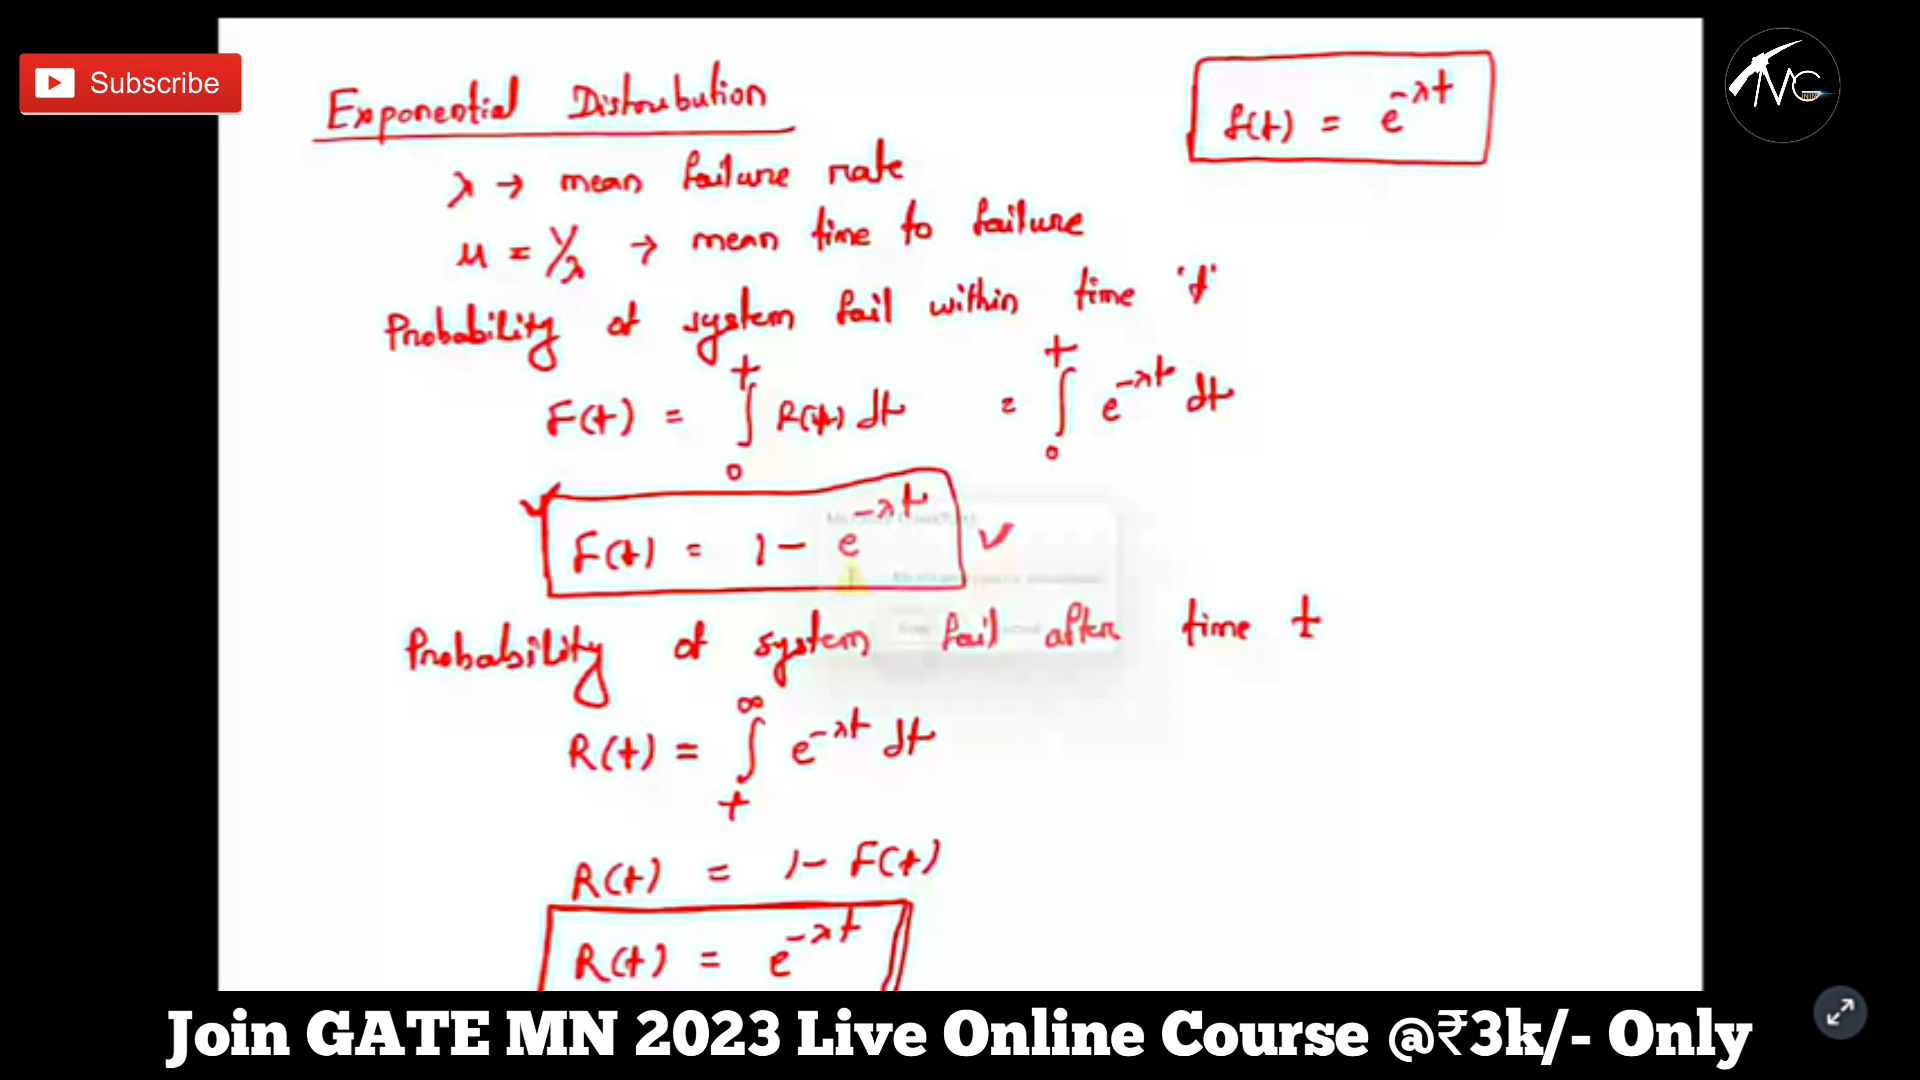 Subscribe
Exponential Distribution
f(t) = e^-λt
λ → mean failure rate
μ = 1/λ → mean time to failure
Probability of system fail within time 't'
F(t) = ∫₀ᵗ R(t) dt = ∫₀ᵗ e^-λt dt
F(t) = 1 - e^-λt
Probability of system fail after time t
R(t) = ∫ₜ^∞ e^-λt dt
R(t) = 1 - F(t)
R(t) = e^-λt
Join GATE MN 2023 Live Online Course @₹3k/- Only